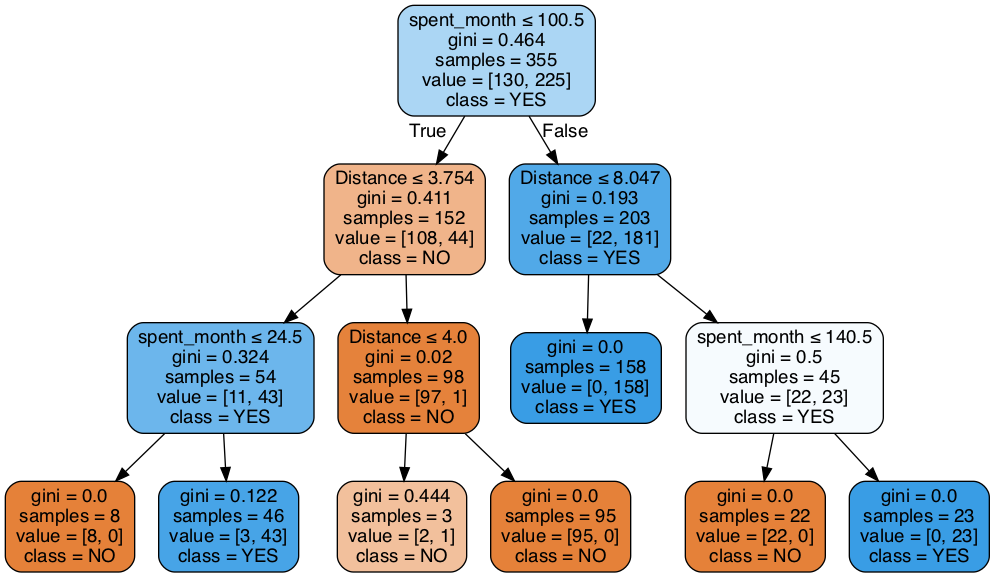 spent_month ≤ 100.5
gini = 0.464
samples = 355
value = [130, 225]
class = YES
True
False
Distance ≤ 3.754
gini = 0.411
samples = 152
value = [108, 44]
class = NO
Distance ≤ 8.047
gini = 0.193
samples = 203
value = [22, 181]
class = YES
spent_month ≤ 24.5
gini = 0.324
samples = 54
value = [11, 43]
class = YES
Distance ≤ 4.0
gini = 0.02
samples = 98
value = [97, 1]
class = NO
gini = 0.0
samples = 158
value = [0, 158]
class = YES
spent_month ≤ 140.5
gini = 0.5
samples = 45
value = [22, 23]
class = YES
gini = 0.0
samples = 8
value = [8, 0]
class = NO
gini = 0.122
samples = 46
value = [3, 43]
class = YES
gini = 0.444
samples = 3
value = [2, 1]
class = NO
gini = 0.0
samples = 95
value = [95, 0]
class = NO
gini = 0.0
samples = 22
value = [22, 0]
class = NO
gini = 0.0
samples = 23
value = [0, 23]
class = YES